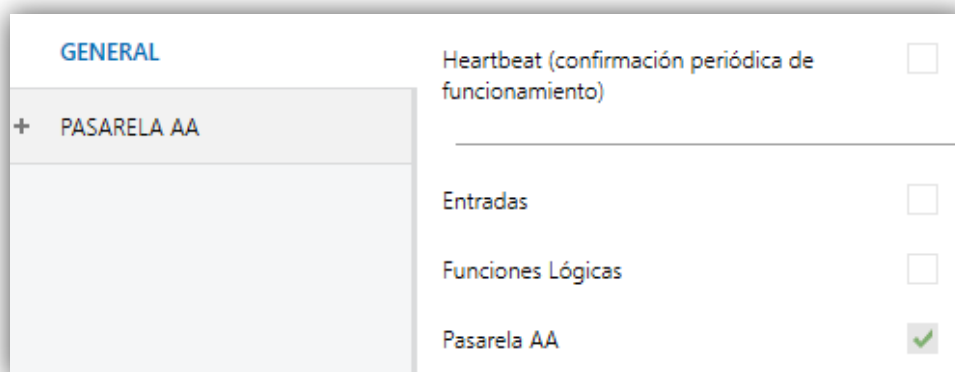 GENERAL
+ PASARELA AA
Heartbeat (confirmación periódica de
funcionamiento)
Entradas
Funciones Lógicas
Pasarela AA